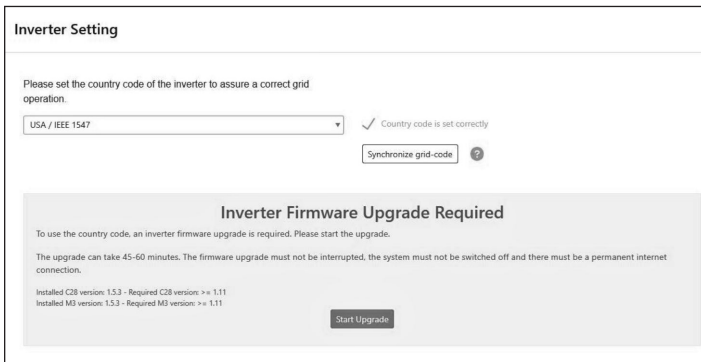 Inverter Setting
Please set the country code of the inverter to assure a correct grid
operation.
USA / IEEE 1547
Country code is set correctly
Synchronize grid-code ?
Inverter Firmware Upgrade Required
To use the country code, an inverter firmware upgrade is required. Please start the upgrade.
The upgrade can take 45-60 minutes. The firmware upgrade must not be interrupted, the system must not be switched off and there must be a permanent internet
connection.
Installed C28 version: 1.5.3 - Required C28 version: >= 1.11
Installed M3 version: 1.5.3 - Required M3 version: >= 1.11
Start Upgrade